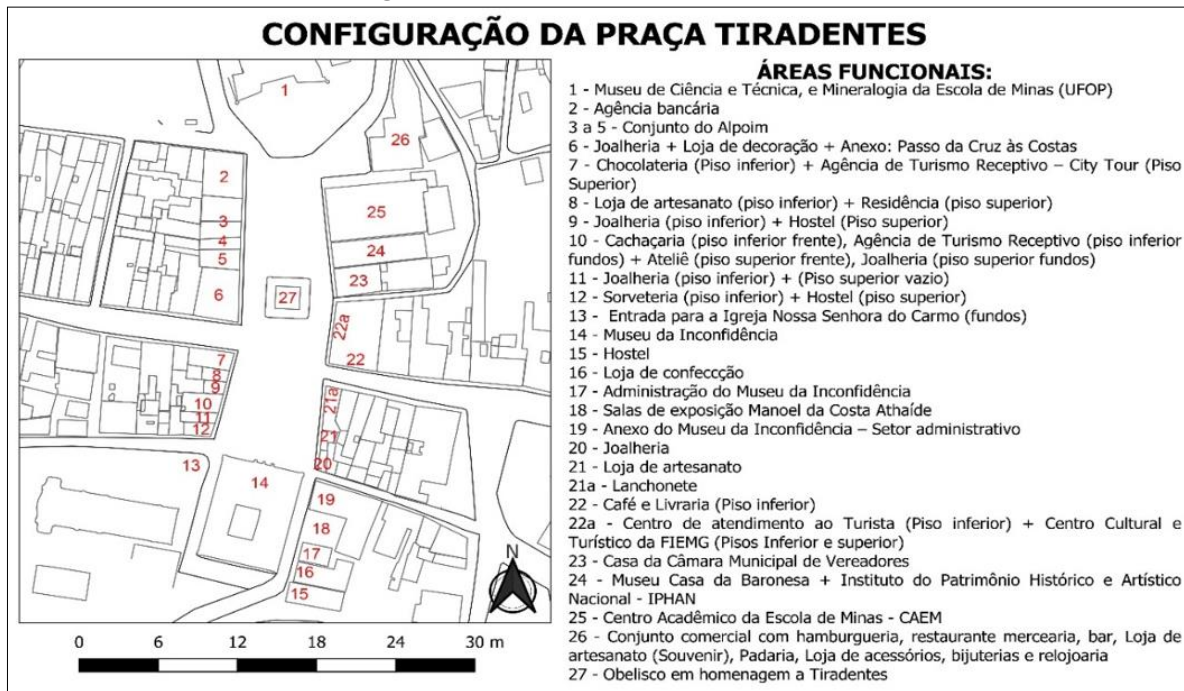 CONFIGURAÇÃO DA PRAÇA TIRADENTES
1
2
3
4
5
6
7
8
9
10
11
12
13
14
15
16
17
18
19
20
21
21a
22
22a
23
24
25
26
27
N
0 6 12 18 24 30 m
ÁREAS FUNCIONAIS:
1 - Museu de Ciência e Técnica, e Mineralogia da Escola de Minas (UFOP)
2 - Agência bancária
3 a 5 - Conjunto do Alpoim
6 - Joalheria + Loja de decoração + Anexo: Passo da Cruz às Costas
7 - Chocolateria (Piso inferior) + Agência de Turismo Receptivo – City Tour (Piso
Superior)
8 - Loja de artesanato (piso inferior) + Residência (piso superior)
9 - Joalheria (piso inferior) + Hostel (Piso superior)
10 - Cachaçaria (piso inferior frente), Agência de Turismo Receptivo (piso inferior
fundos) + Ateliê (piso superior frente), Joalheria (piso superior fundos)
11 - Joalheria (piso inferior) + (Piso superior vazio)
12 - Sorveteria (piso inferior) + Hostel (piso superior)
13 - Entrada para a Igreja Nossa Senhora do Carmo (fundos)
14 - Museu da Inconfidência
15 - Hostel
16 - Loja de confeccção
17 - Administração do Museu da Inconfidência
18 - Salas de exposição Manoel da Costa Athaíde
19 - Anexo do Museu da Inconfidência – Setor administrativo
20 - Joalheria
21 - Loja de artesanato
21a - Lanchonete
22 - Café e Livraria (Piso inferior)
22a - Centro de atendimento ao Turista (Piso inferior) + Centro Cultural e
Turístico da FIEMG (Pisos Inferior e superior)
23 - Casa da Câmara Municipal de Vereadores
24 - Museu Casa da Baronesa + Instituto do Patrimônio Histórico e Artístico
Nacional - IPHAN
25 - Centro Acadêmico da Escola de Minas - CAEM
26 - Conjunto comercial com hamburgueria, restaurante mercearia, bar, Loja de
artesanato (Souvenir), Padaria, Loja de acessórios, bijuterias e relojoaria
27 - Obelisco em homenagem a Tiradentes